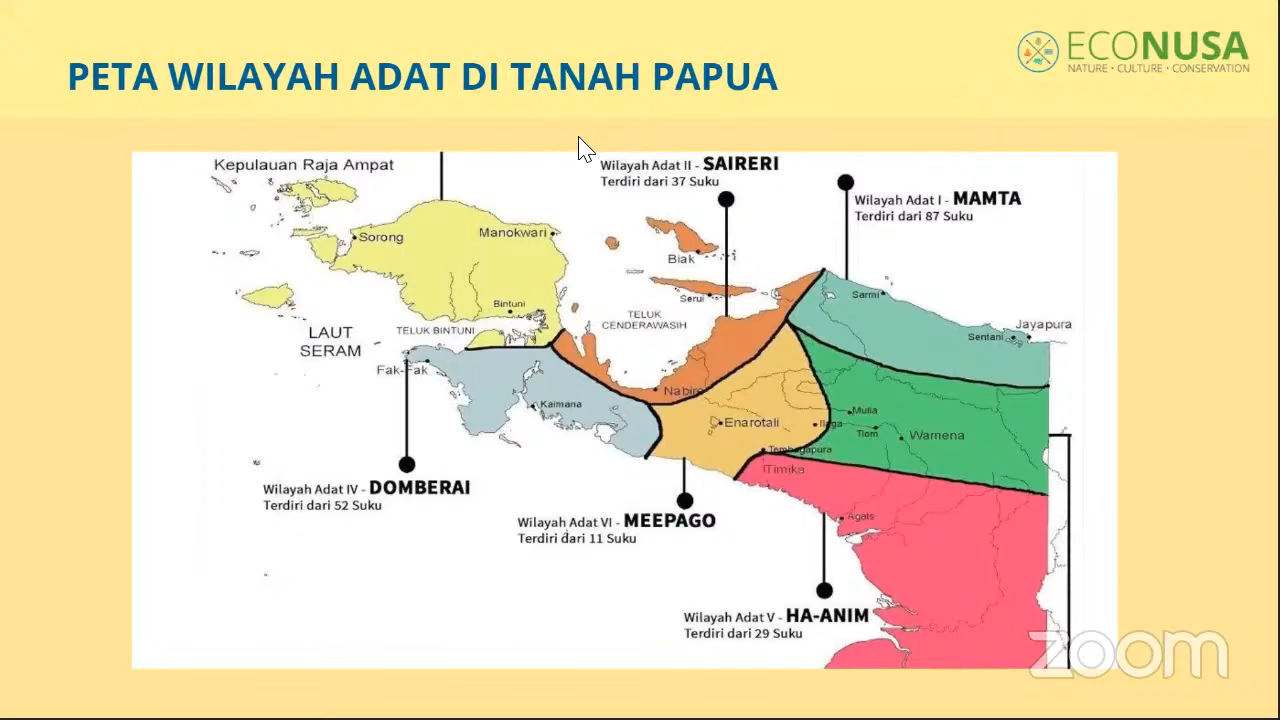 ECONUSA
NATURE • CULTURE • CONSERVATION
PETA WILAYAH ADAT DI TANAH PAPUA
Kepulauan Raja Ampat
Wilayah Adat II - SAIRERI
Terdiri dari 37 Suku
Wilayah Adat I - MAMTA
Terdiri dari 87 Suku
Sorong
Manokwari
Biak
Serui
Sarmi
Bintuni
TELUK
CENDERAWASIH
TELUK BINTUNI
Jayapura
Sentani
LAUT
SERAM
Fak-Fak
Nabire
Kaimana
Enarotali
Mulia
Ilaga
Tiom
Wamena
Tembagapura
Timika
Wilayah Adat IV - DOMBERAI
Terdiri dari 52 Suku
Wilayah Adat VI - MEEPAGO
Terdiri dari 11 Suku
Agats
Wilayah Adat V - HA-ANIM
Terdiri dari 29 Suku
zoom